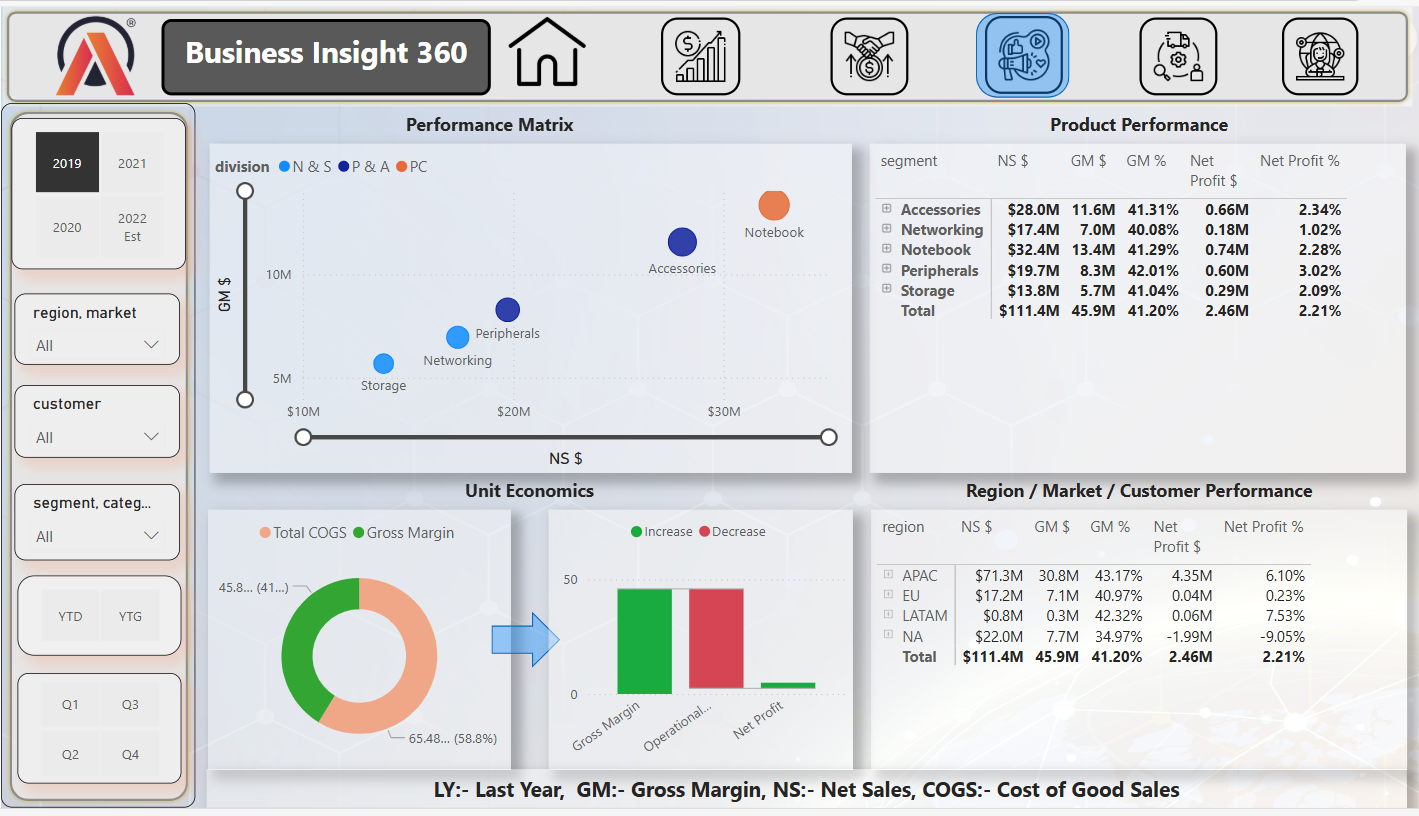 ®
Business Insight 360
2019
2021
2020
2022
Est
region, market
All
customer
All
segment, categ...
All
YTD
YTG
Q1
Q3
Q2
Q4
Performance Matrix
division N & S P & A PC
GM $
10M
5M
Notebook
Accessories
Peripherals
Networking
Storage
$10M $20M $30M
NS $
Product Performance
segment NS $ GM $ GM % Net Profit $ Net Profit %
Accessories $28.0M 11.6M 41.31% 0.66M 2.34%
Networking $17.4M 7.0M 40.08% 0.18M 1.02%
Notebook $32.4M 13.4M 41.29% 0.74M 2.28%
Peripherals $19.7M 8.3M 42.01% 0.60M 3.02%
Storage $13.8M 5.7M 41.04% 0.29M 2.09%
Total $111.4M 45.9M 41.20% 2.46M 2.21%
Unit Economics
Total COGS Gross Margin
45.8... (41...)
65.48... (58.8%)
Increase Decrease
50
0
Gross Margin
Operational...
Net Profit
Region / Market / Customer Performance
region NS $ GM $ GM % Net Profit $ Net Profit %
APAC $71.3M 30.8M 43.17% 4.35M 6.10%
EU $17.2M 7.1M 40.97% 0.04M 0.23%
LATAM $0.8M 0.3M 42.32% 0.06M 7.53%
NA $22.0M 7.7M 34.97% -1.99M -9.05%
Total $111.4M 45.9M 41.20% 2.46M 2.21%
LY:- Last Year, GM:- Gross Margin, NS:- Net Sales, COGS:- Cost of Good Sales